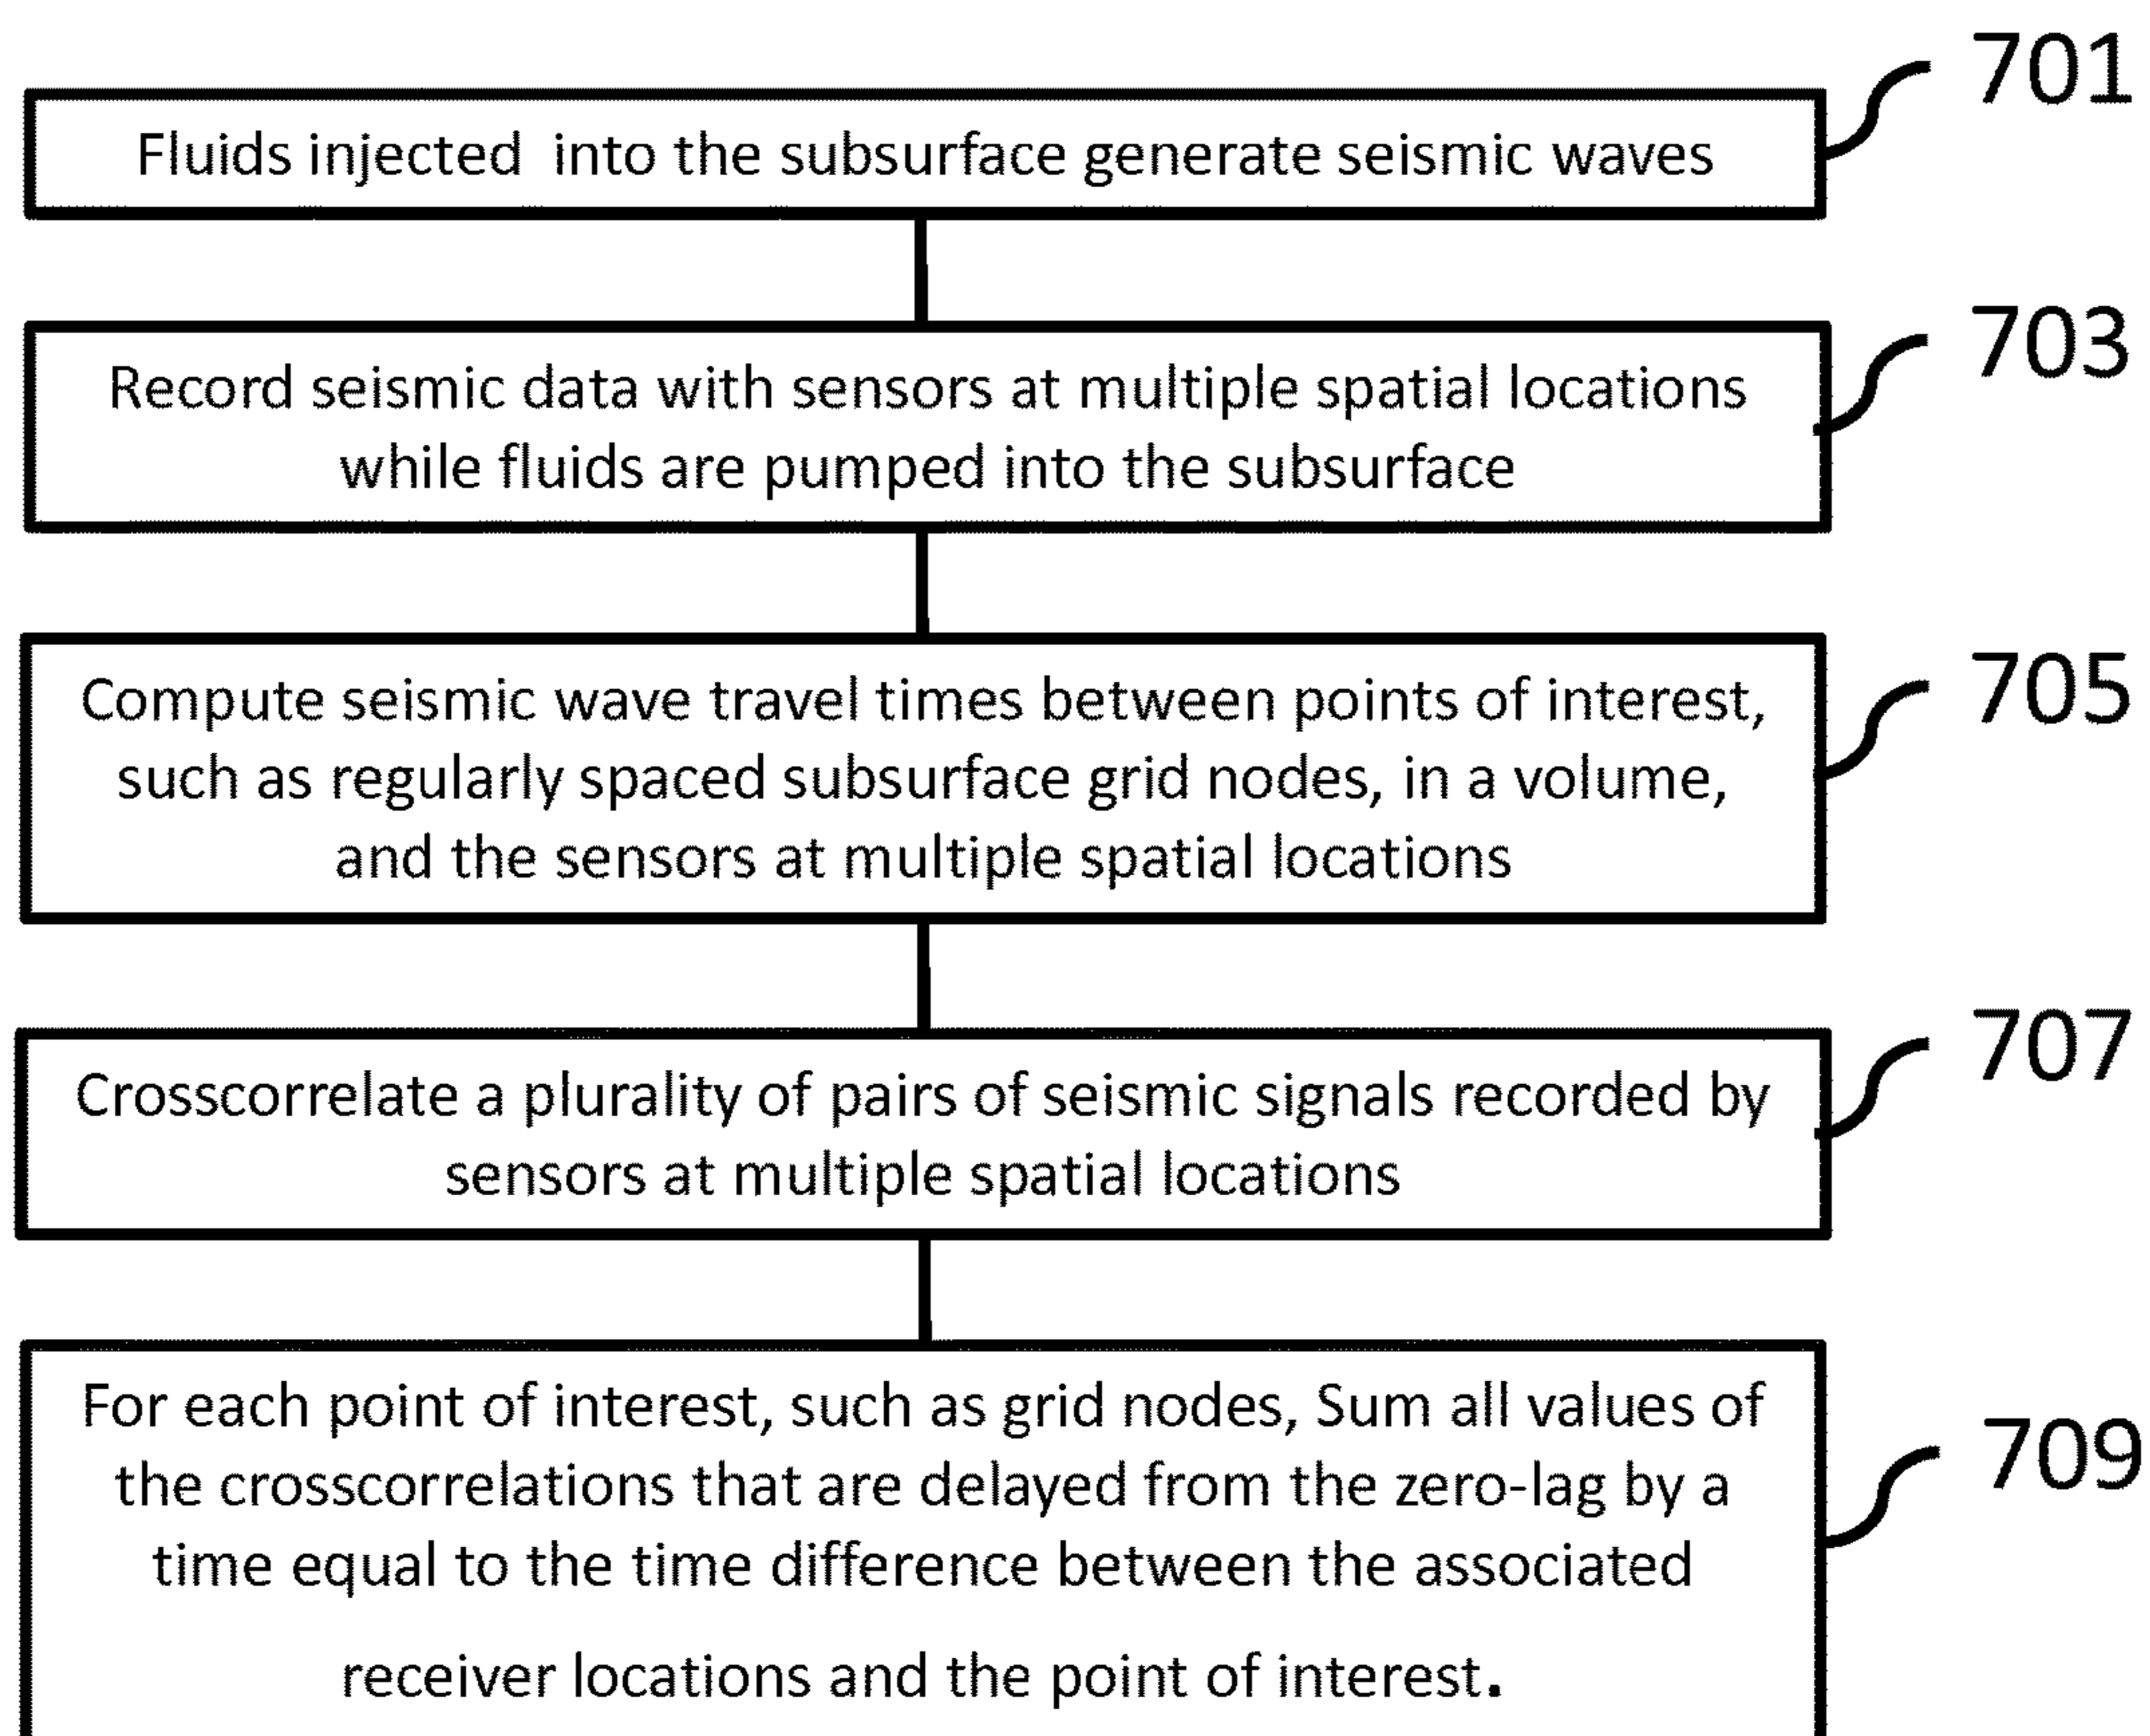 701
Fluids injected into the subsurface generate seismic waves
703
Record seismic data with sensors at multiple spatial locations
while fluids are pumped into the subsurface
705
Compute seismic wave travel times between points of interest,
such as regularly spaced subsurface grid nodes, in a volume,
and the sensors at multiple spatial locations
707
Crosscorrelate a plurality of pairs of seismic signals recorded by
sensors at multiple spatial locations
709
For each point of interest, such as grid nodes, Sum all values of
the crosscorrelations that are delayed from the zero-lag by a
time equal to the time difference between the associated
receiver locations and the point of interest.